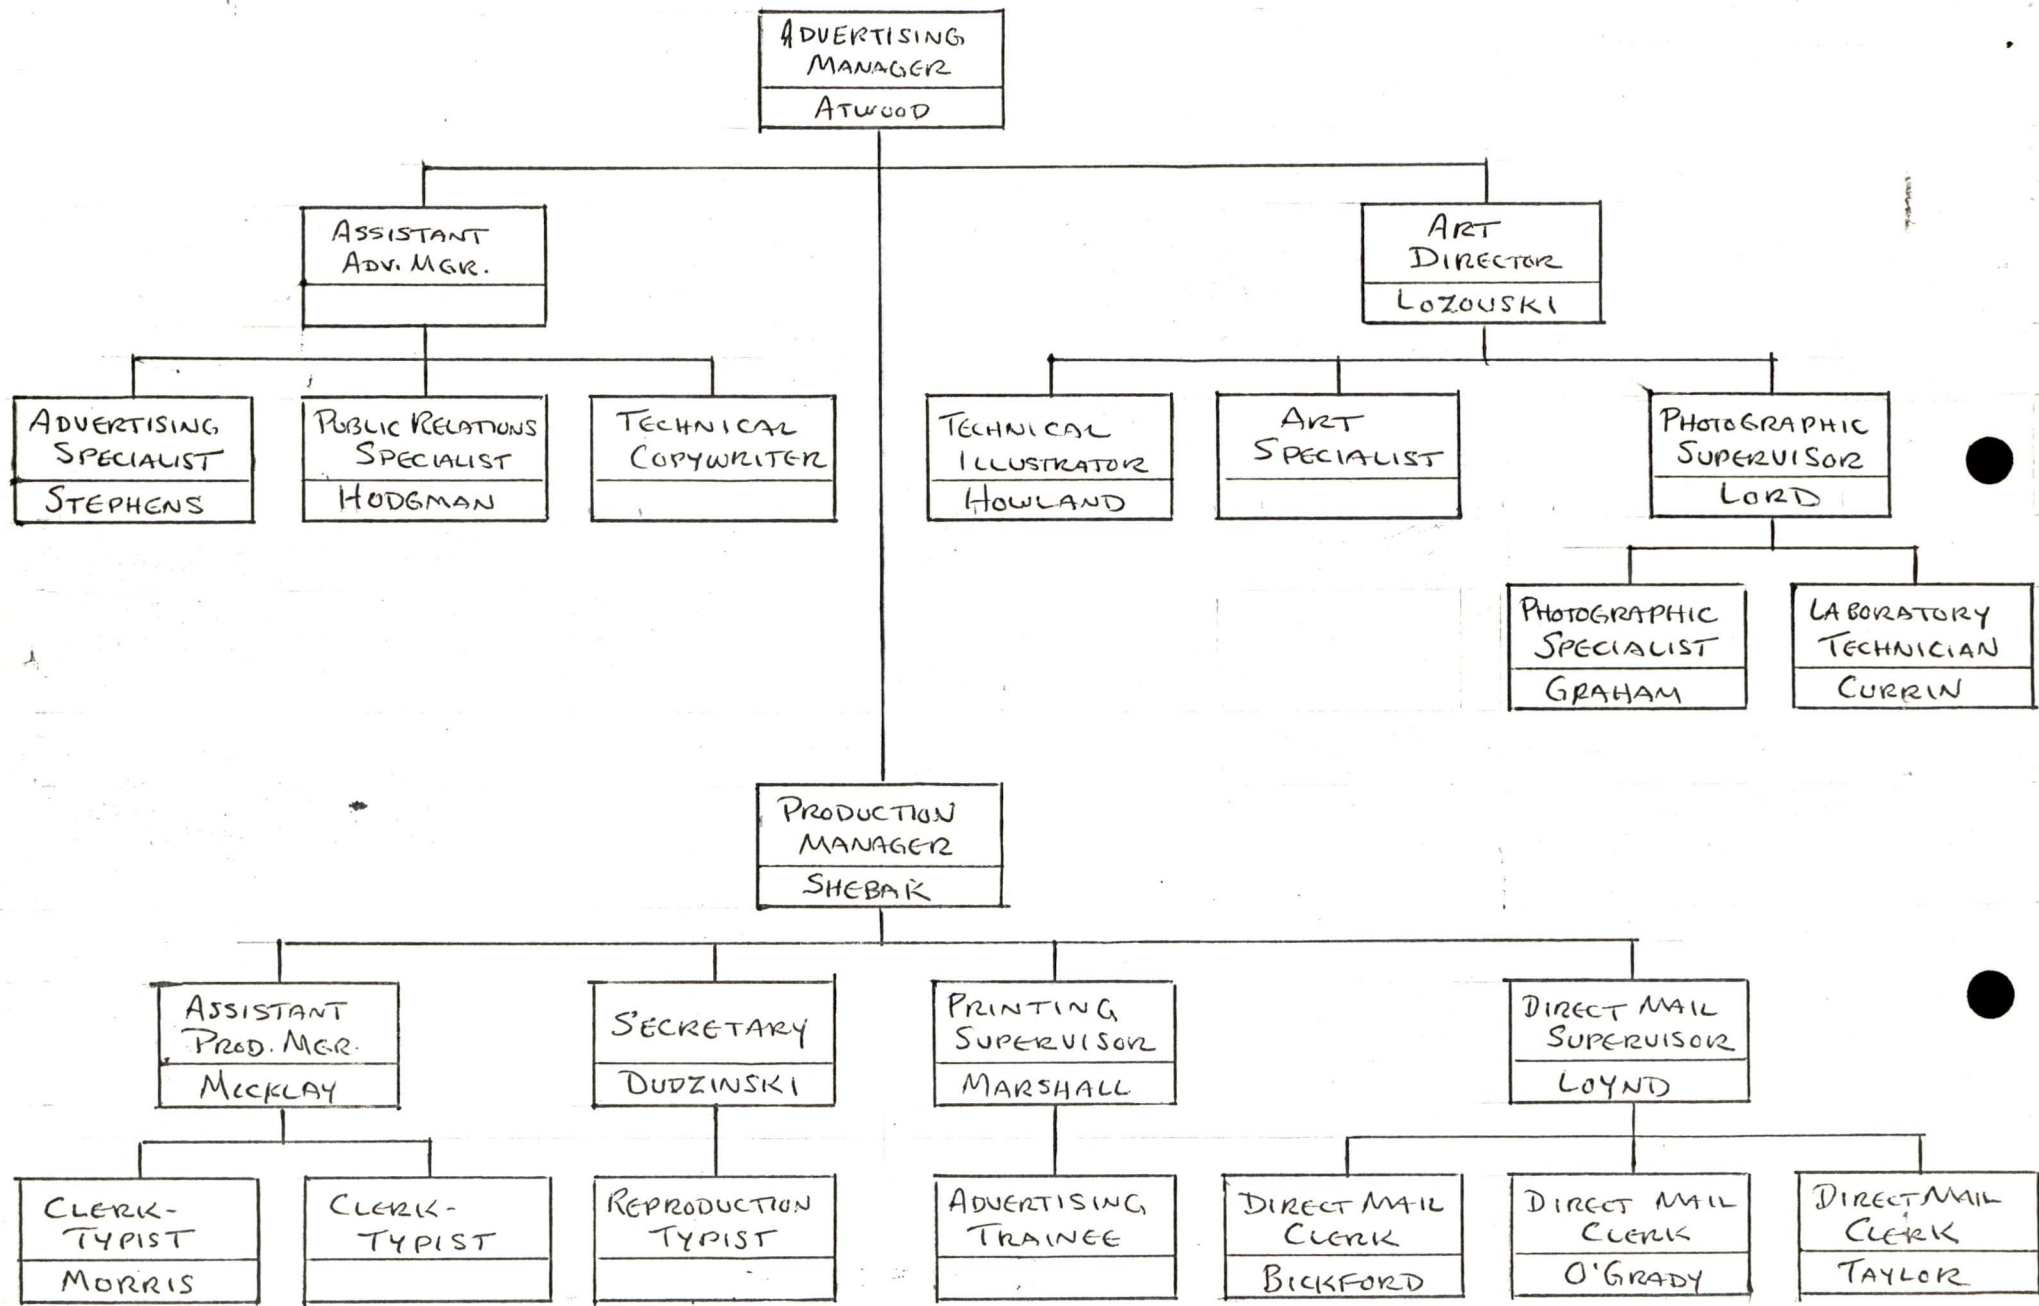 ADVERTISING
MANAGER
ATWOOD
ASSISTANT
ADV. MGR.
ART
DIRECTOR
LOZOWSKI
ADVERTISING
SPECIALIST
STEPHENS
PUBLIC RELATIONS
SPECIALIST
HODGMAN
TECHNICAL
COPYWRITER
TECHNICAL
ILLUSTRATOR
HOWLAND
ART
SPECIALIST
PHOTOGRAPHIC
SUPERVISOR
LORD
PHOTOGRAPHIC
SPECIALIST
GRAHAM
LABORATORY
TECHNICIAN
CURRIN
PRODUCTION
MANAGER
SHEBAK
ASSISTANT
PROD. MGR.
SECRETARY
DUDZINSKI
PRINTING
SUPERVISOR
MARSHALL
DIRECT MAIL
SUPERVISOR
LOYND
CLERK-
TYPIST
MORRIS
CLERK-
TYPIST
REPRODUCTION
TYPIST
ADVERTISING
TRAINEE
DIRECT MAIL
CLERK
BICKFORD
DIRECT MAIL
CLERK
O'GRADY
DIRECT MAIL
CLERK
TAYLOR